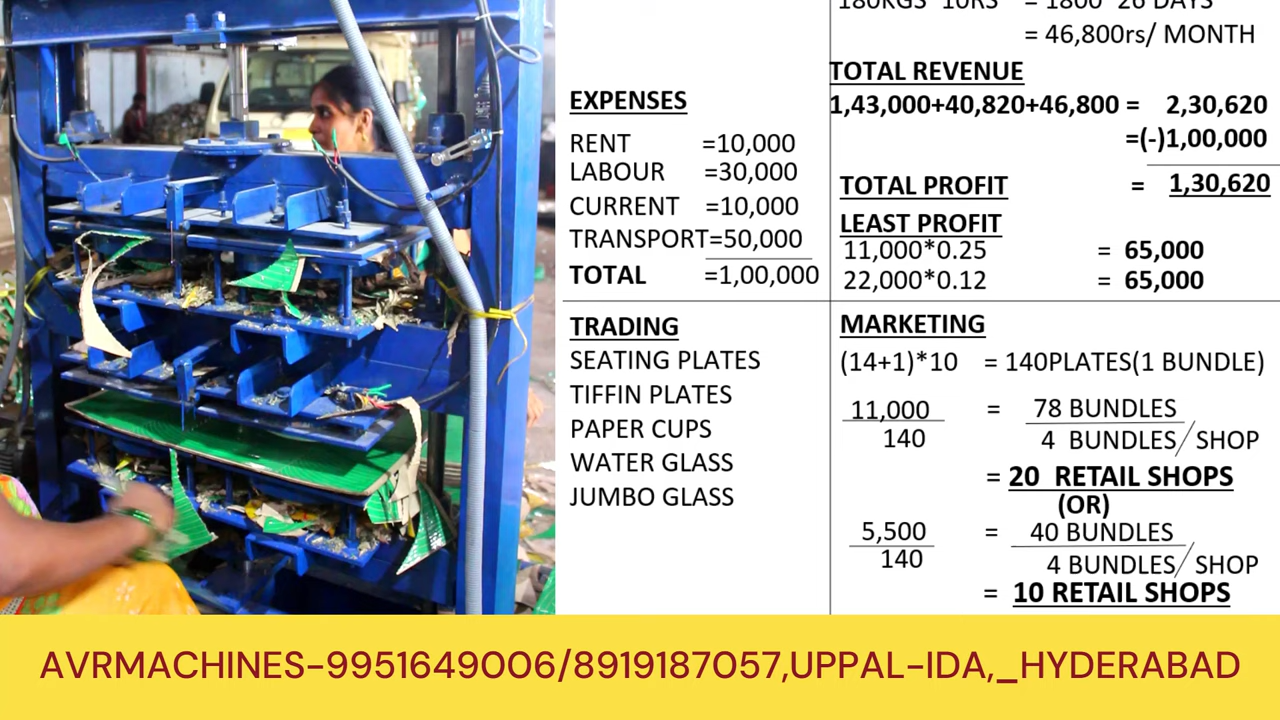 EXPENSES
RENT =10,000
LABOUR =30,000
CURRENT =10,000
TRANSPORT=50,000
TOTAL =1,00,000
TRADING
SEATING PLATES
TIFFIN PLATES
PAPER CUPS
WATER GLASS
JUMBO GLASS
180KGS*10RS = 1800*26 DAYS
= 46,800rs/ MONTH
TOTAL REVENUE
1,43,000+40,820+46,800 = 2,30,620
=(-)1,00,000
TOTAL PROFIT = 1,30,620
LEAST PROFIT
11,000*0.25 = 65,000
22,000*0.12 = 65,000
MARKETING
(14+1)*10 = 140PLATES(1 BUNDLE)
11,000 = 78 BUNDLES
140 4 BUNDLES/SHOP
= 20 RETAIL SHOPS
(OR)
5,500 = 40 BUNDLES
140 4 BUNDLES/SHOP
= 10 RETAIL SHOPS
AVRMACHINES-9951649006/8919187057,UPPAL-IDA,_HYDERABAD